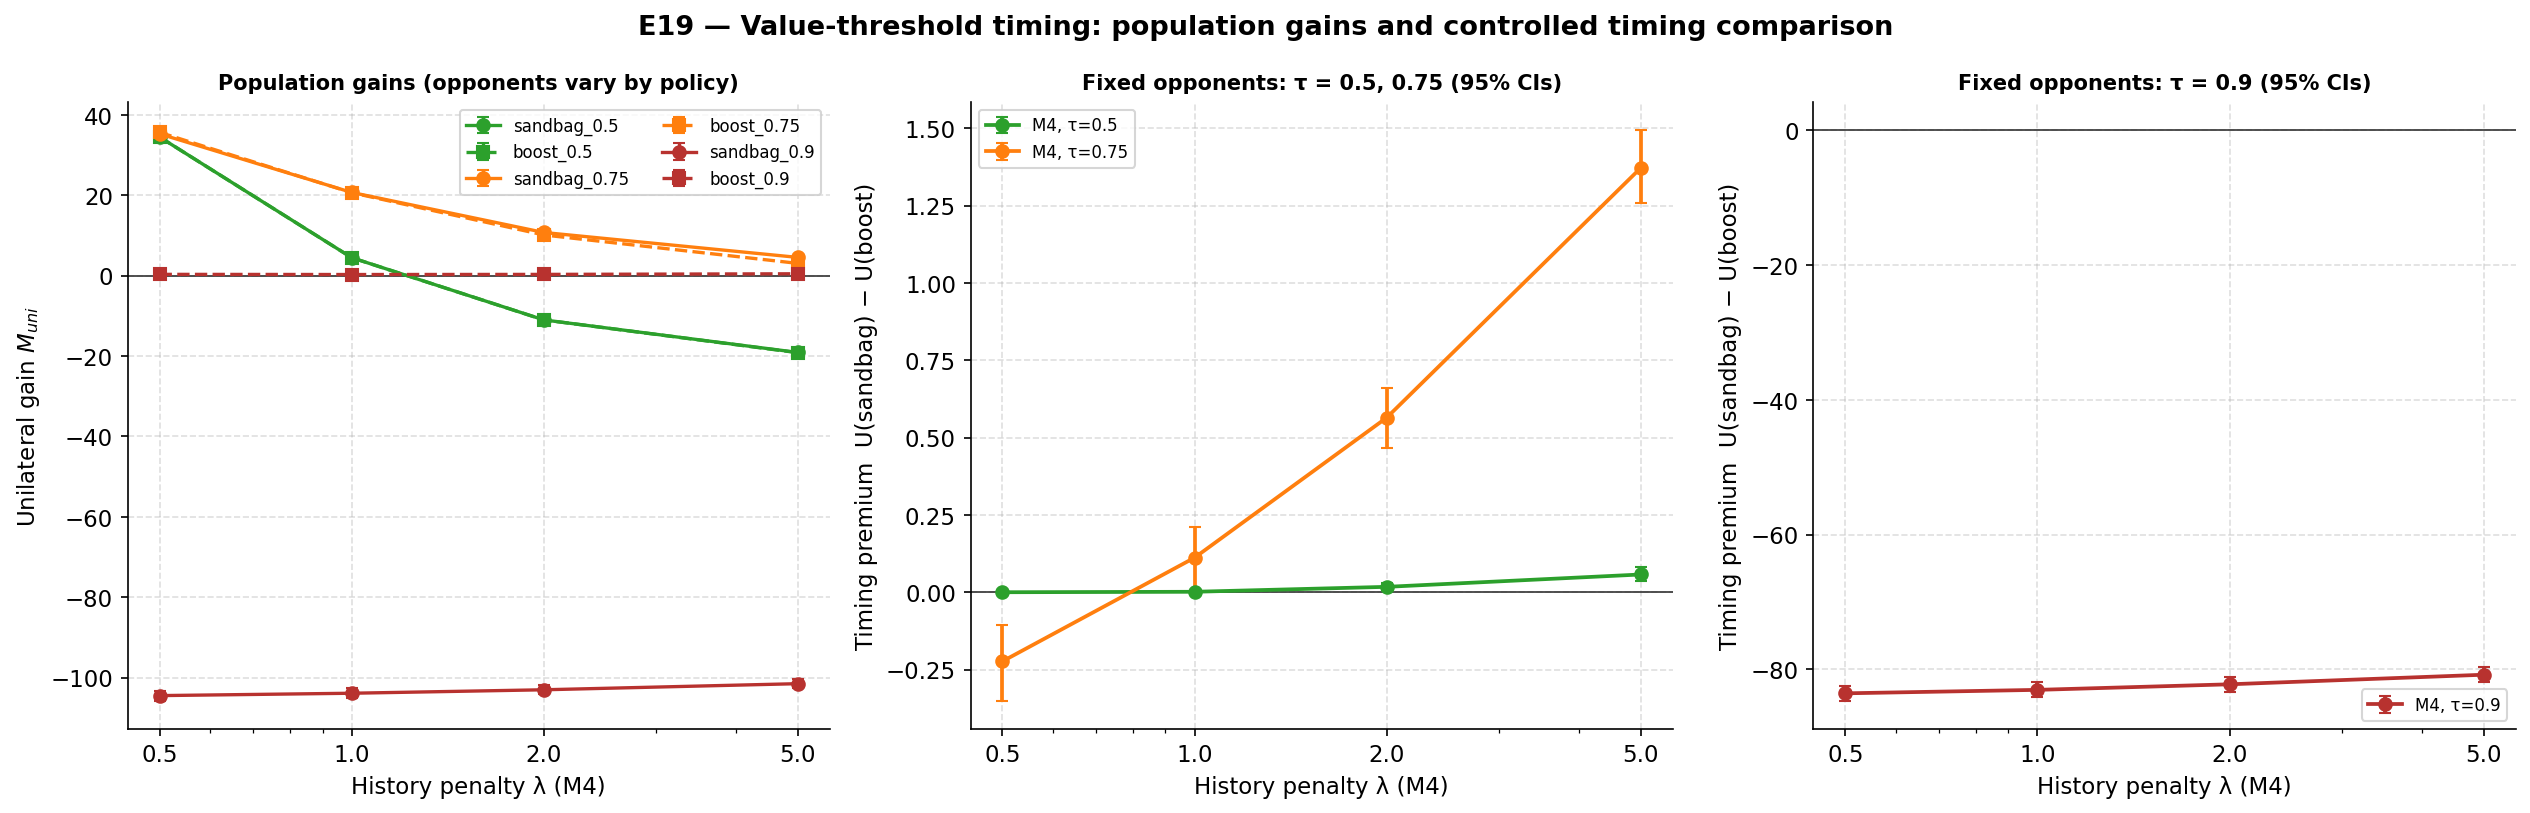 E19 — Value-threshold timing: population gains and controlled timing comparison
Population gains (opponents vary by policy)
sandbag_0.5
boost_0.5
sandbag_0.75
boost_0.75
sandbag_0.9
boost_0.9
Unilateral gain M_uni
40
20
0
−20
−40
−60
−80
−100
0.5
1.0
2.0
5.0
History penalty λ (M4)
Fixed opponents: τ = 0.5, 0.75 (95% CIs)
M4, τ=0.5
M4, τ=0.75
Timing premium U(sandbag) − U(boost)
1.50
1.25
1.00
0.75
0.50
0.25
0.00
−0.25
0.5
1.0
2.0
5.0
History penalty λ (M4)
Fixed opponents: τ = 0.9 (95% CIs)
Timing premium U(sandbag) − U(boost)
0
−20
−40
−60
−80
M4, τ=0.9
0.5
1.0
2.0
5.0
History penalty λ (M4)